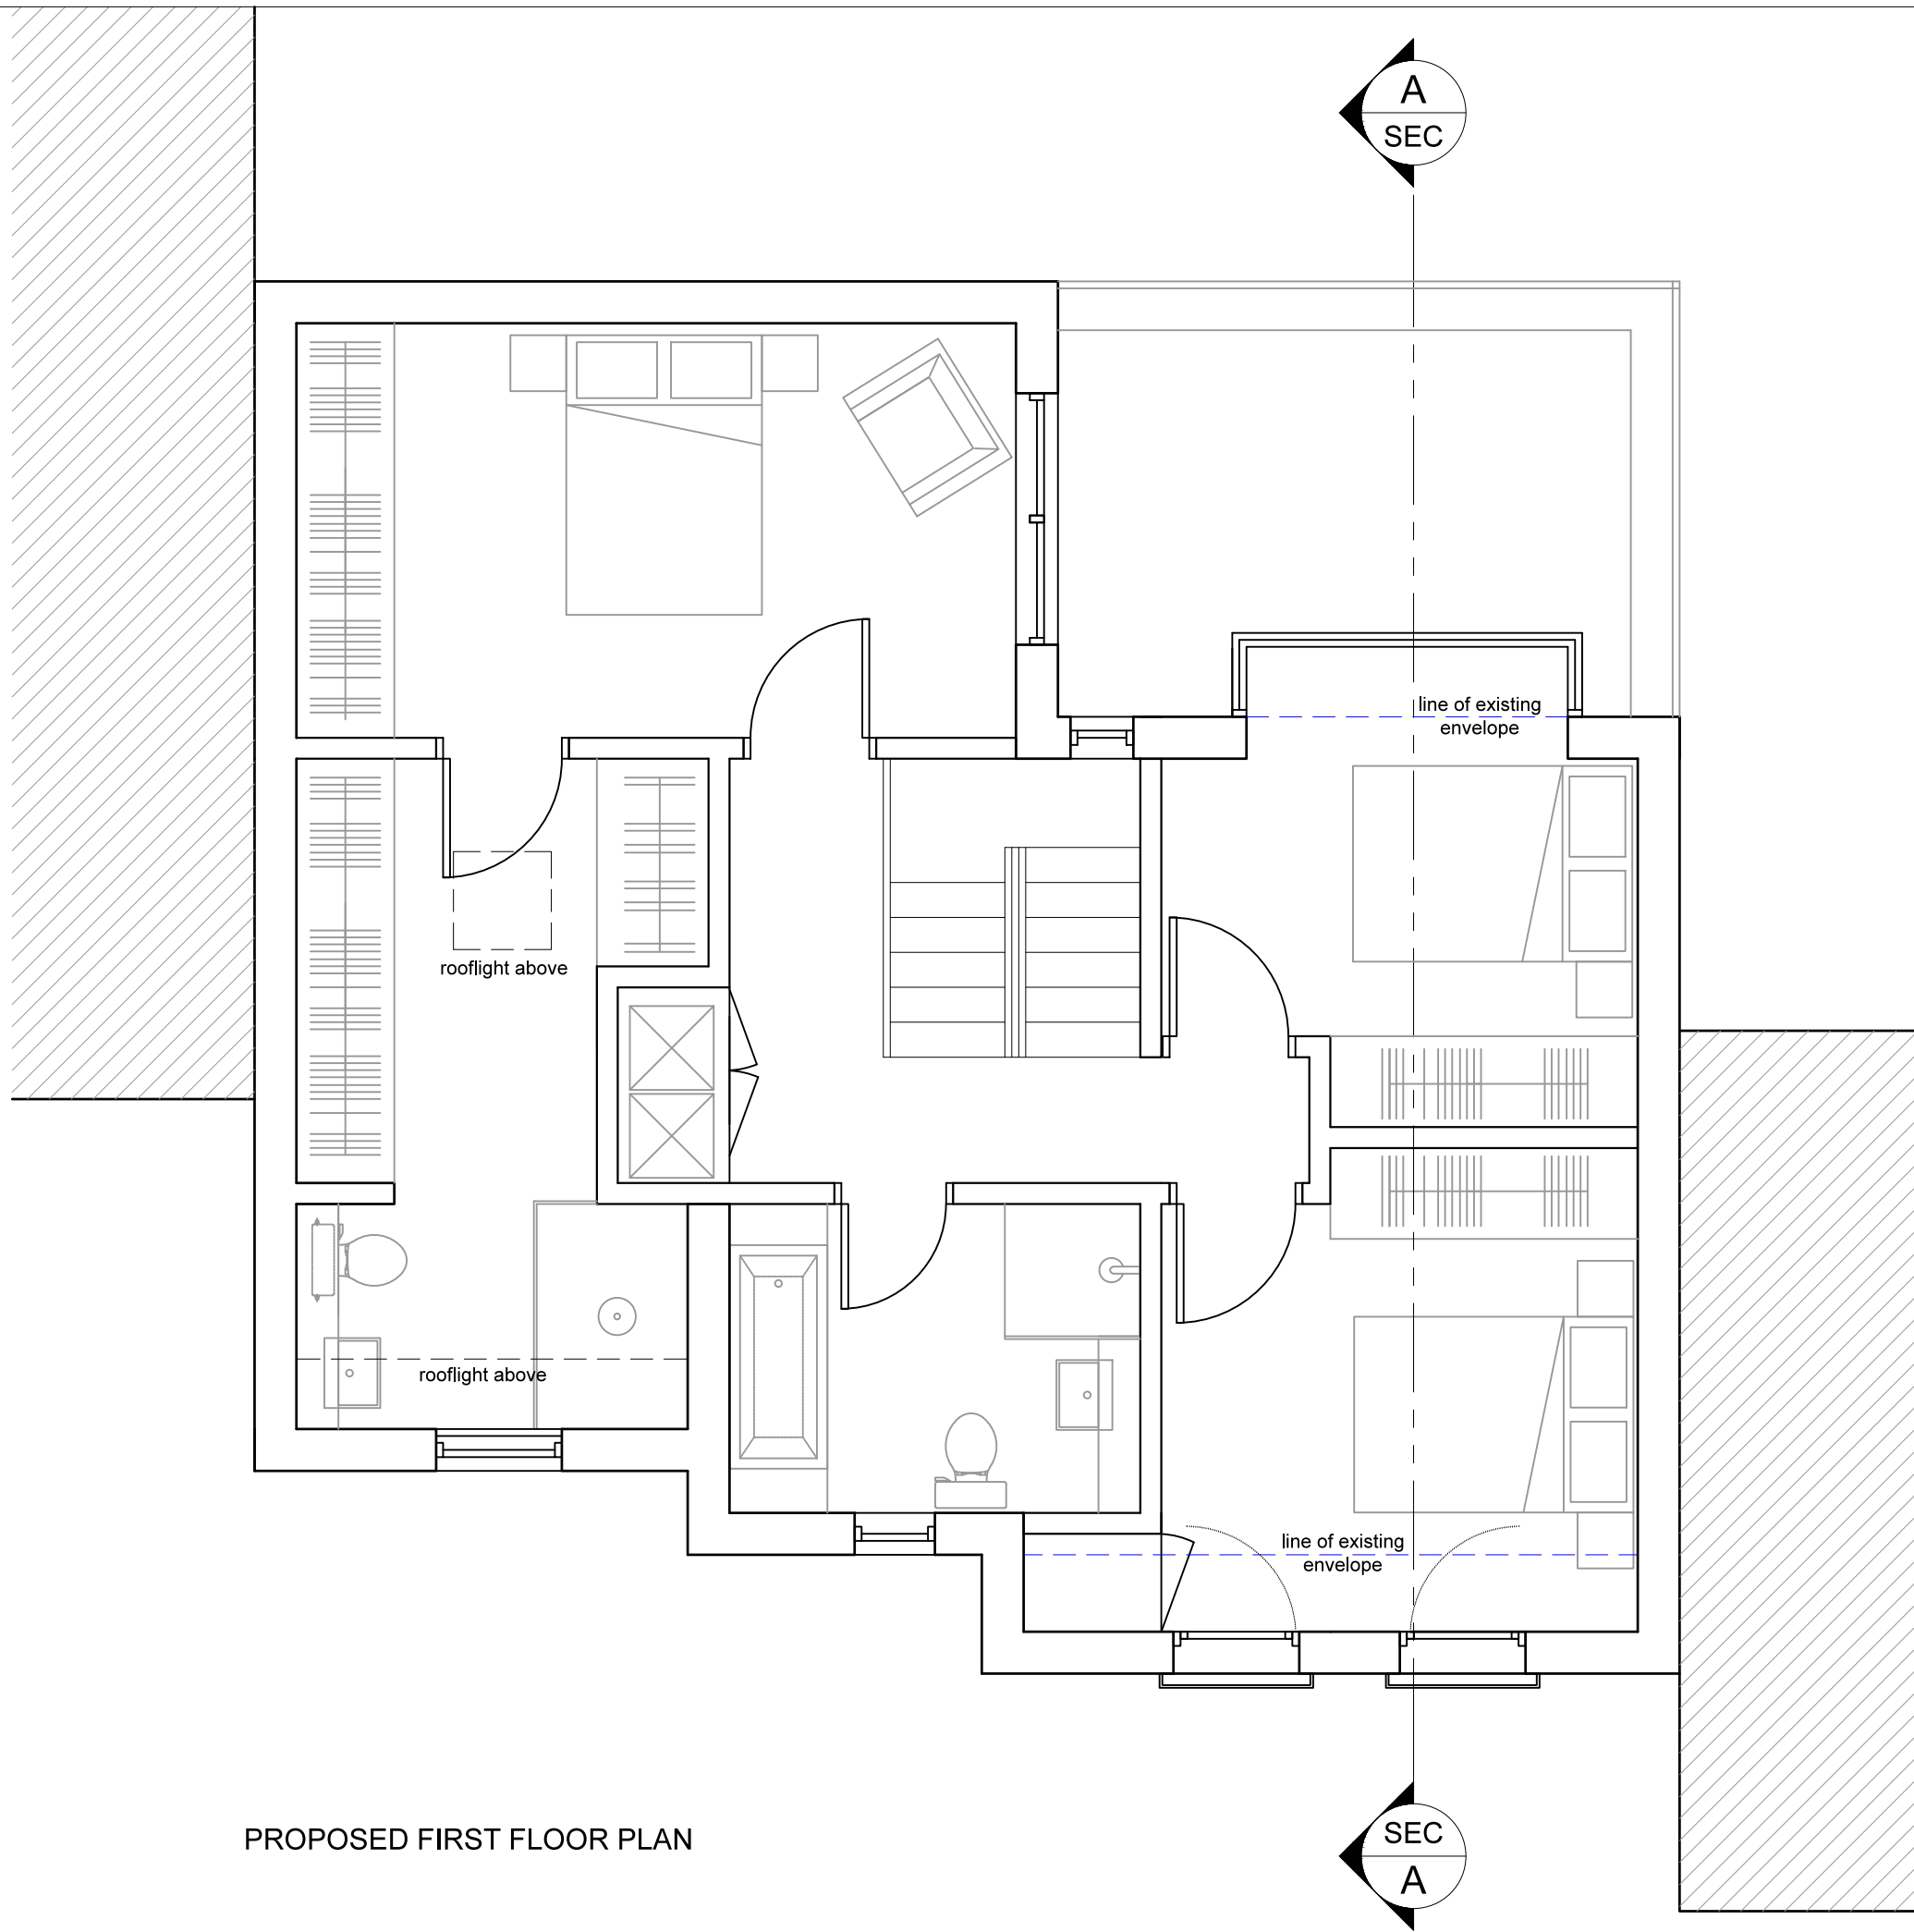 A
SEC
line of existing
envelope
rooflight above
rooflight above
line of existing
envelope
PROPOSED FIRST FLOOR PLAN
SEC
A